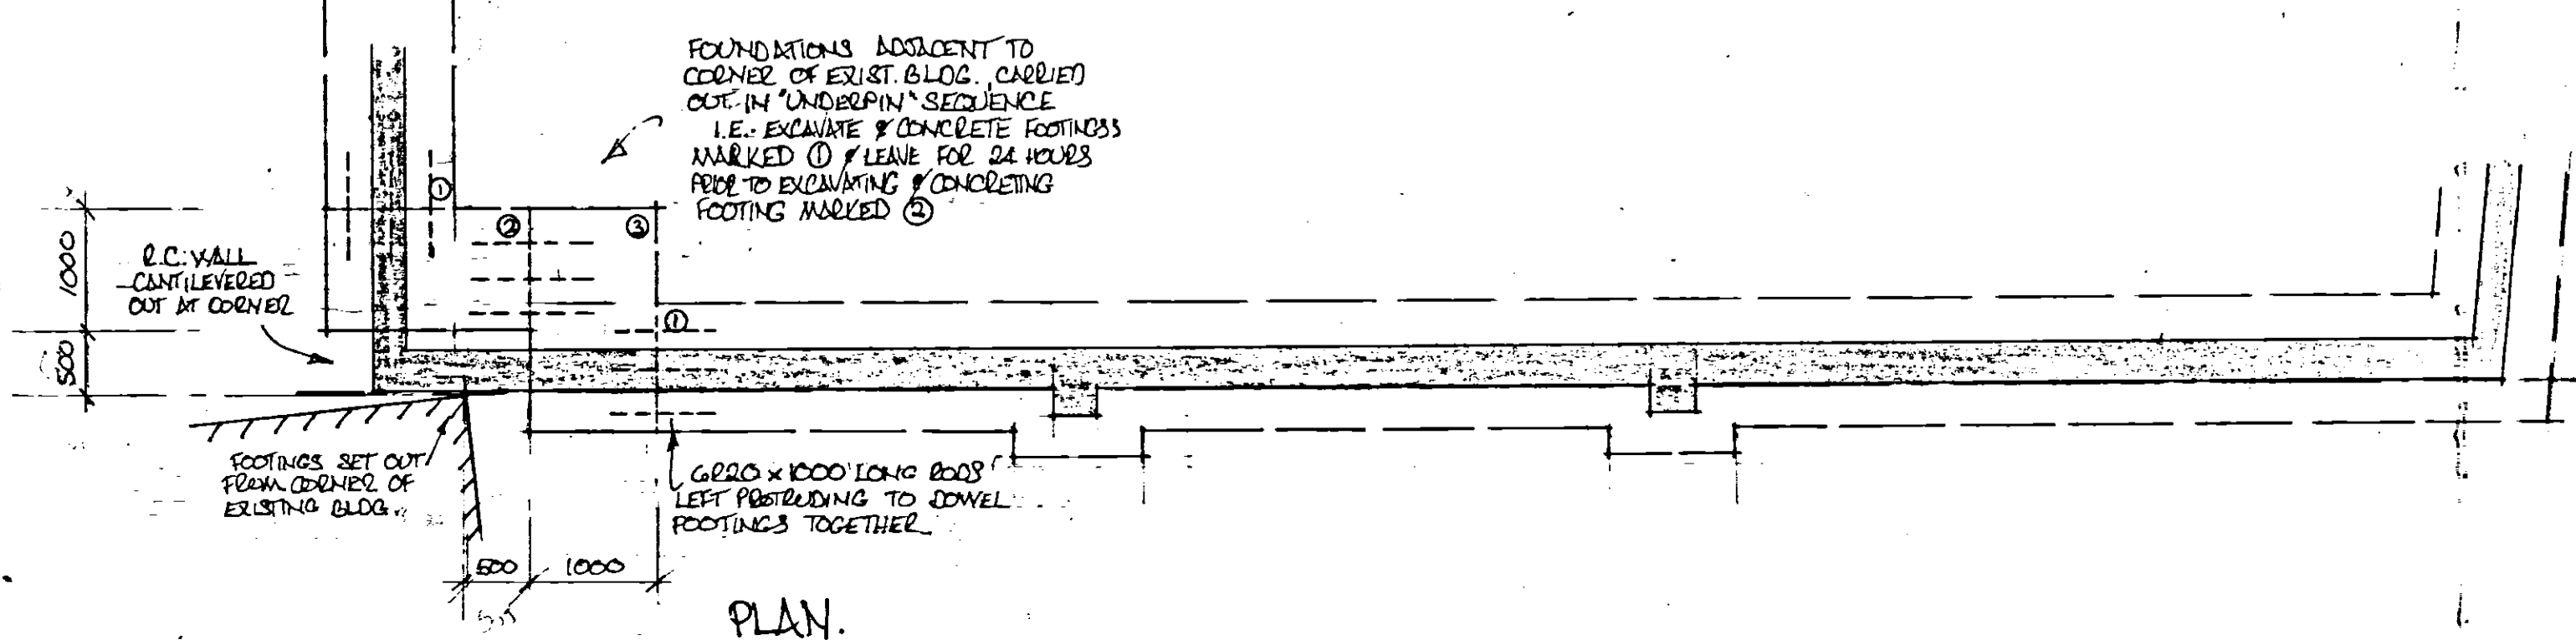 FOUNDATIONS ADJACENT TO
CORNER OF EXIST. BLDG., CARRIED
OUT IN "UNDERPIN" SEQUENCE
I.E. EXCAVATE & CONCRETE FOOTINGSS
MARKED ① & LEAVE FOR 24 HOURS
PRIOR TO EXCAVATING & CONCRETING
FOOTING MARKED ②
①
②
③
①
R.C. WALL
CANTILEVERED
OUT AT CORNER
1000
500
FOOTINGS SET OUT
FROM CORNER OF
EXISTING BLDG.
6R20 x 1000 LONG RODS
LEFT PROTRUDING TO DOWEL
FOOTINGS TOGETHER
500
1000
PLAN.